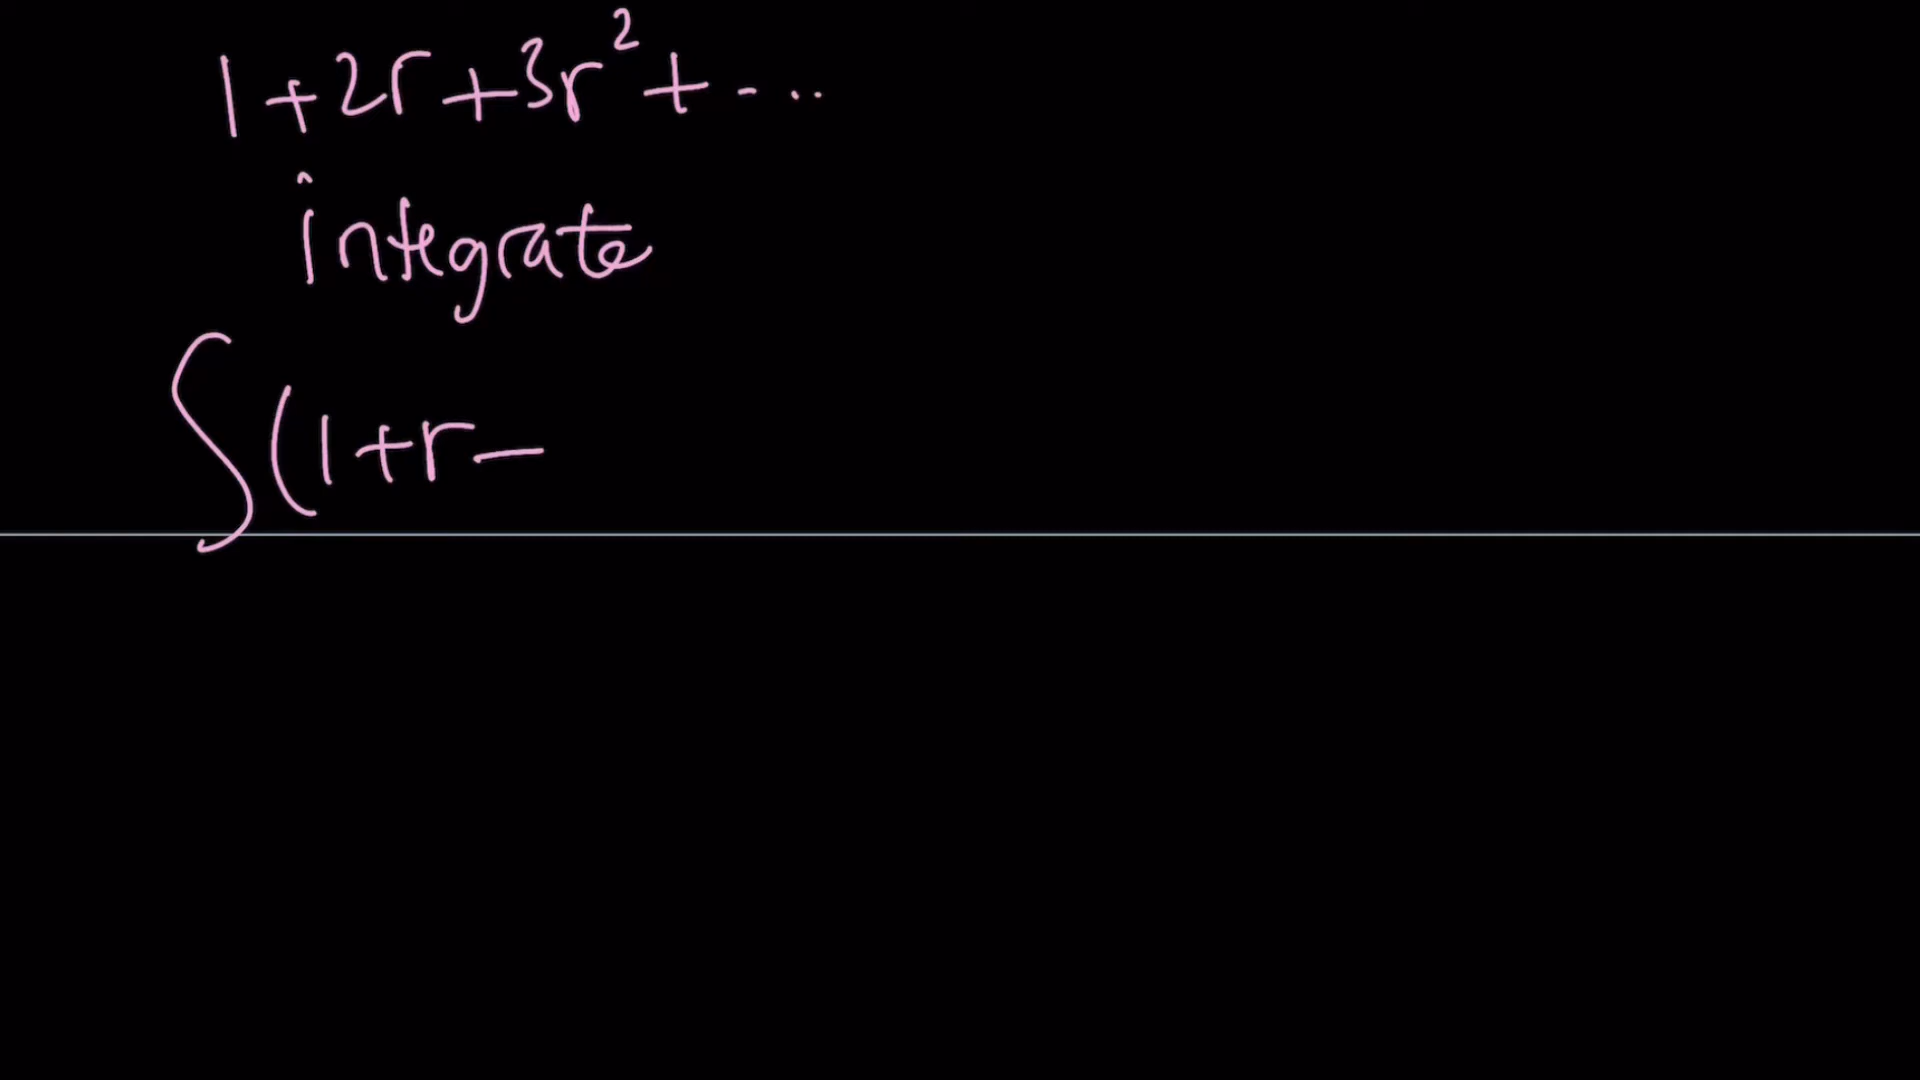 1+2r+3r²+---
integrate
∫(1+r-